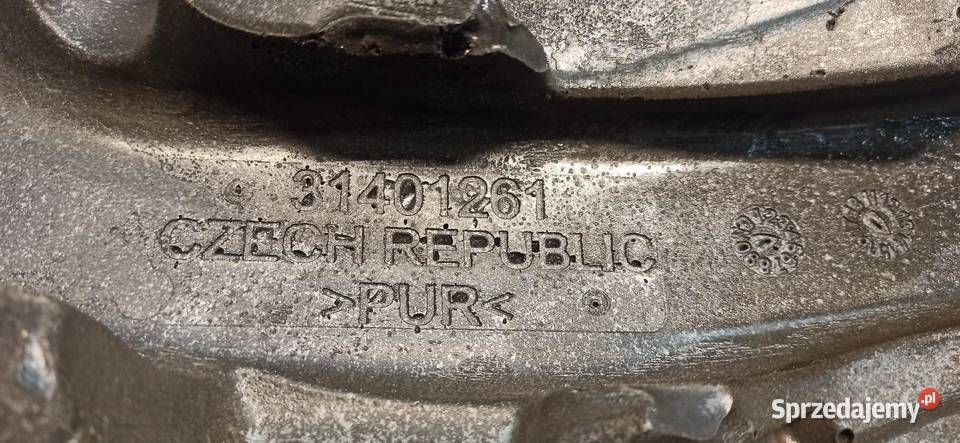 31401261
CZECH REPUBLIC
>PUR<
Sprzedajemy.pl